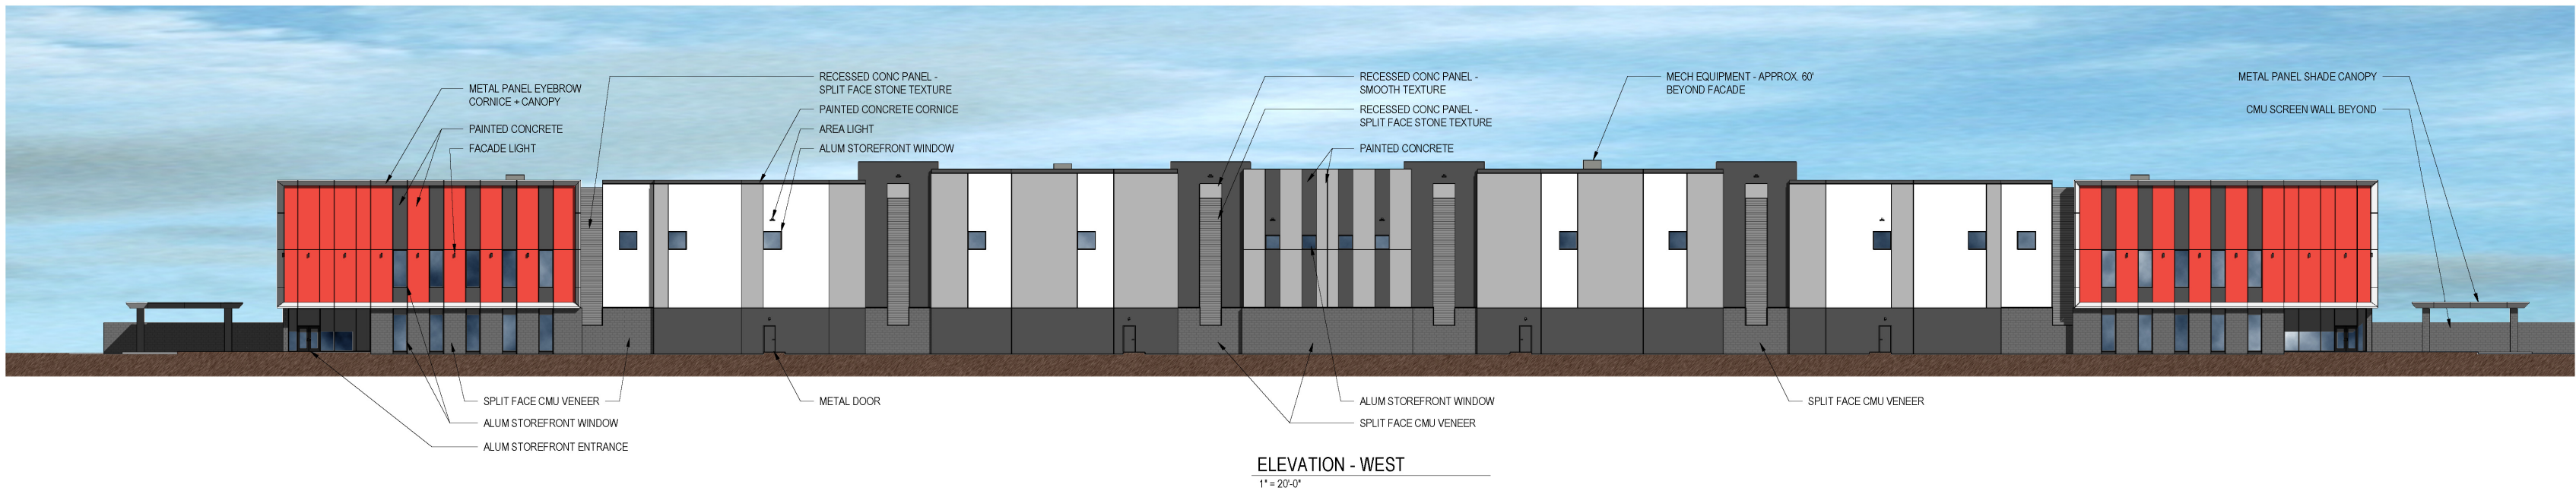 METAL PANEL EYEBROW
CORNICE + CANOPY
PAINTED CONCRETE
FACADE LIGHT
RECESSED CONC PANEL -
SPLIT FACE STONE TEXTURE
PAINTED CONCRETE CORNICE
AREA LIGHT
ALUM STOREFRONT WINDOW
RECESSED CONC PANEL -
SMOOTH TEXTURE
RECESSED CONC PANEL -
SPLIT FACE STONE TEXTURE
PAINTED CONCRETE
MECH EQUIPMENT - APPROX. 60'
BEYOND FACADE
METAL PANEL SHADE CANOPY
CMU SCREEN WALL BEYOND
SPLIT FACE CMU VENEER
ALUM STOREFRONT WINDOW
ALUM STOREFRONT ENTRANCE
METAL DOOR
ALUM STOREFRONT WINDOW
SPLIT FACE CMU VENEER
SPLIT FACE CMU VENEER
ELEVATION - WEST
1" = 20'-0"